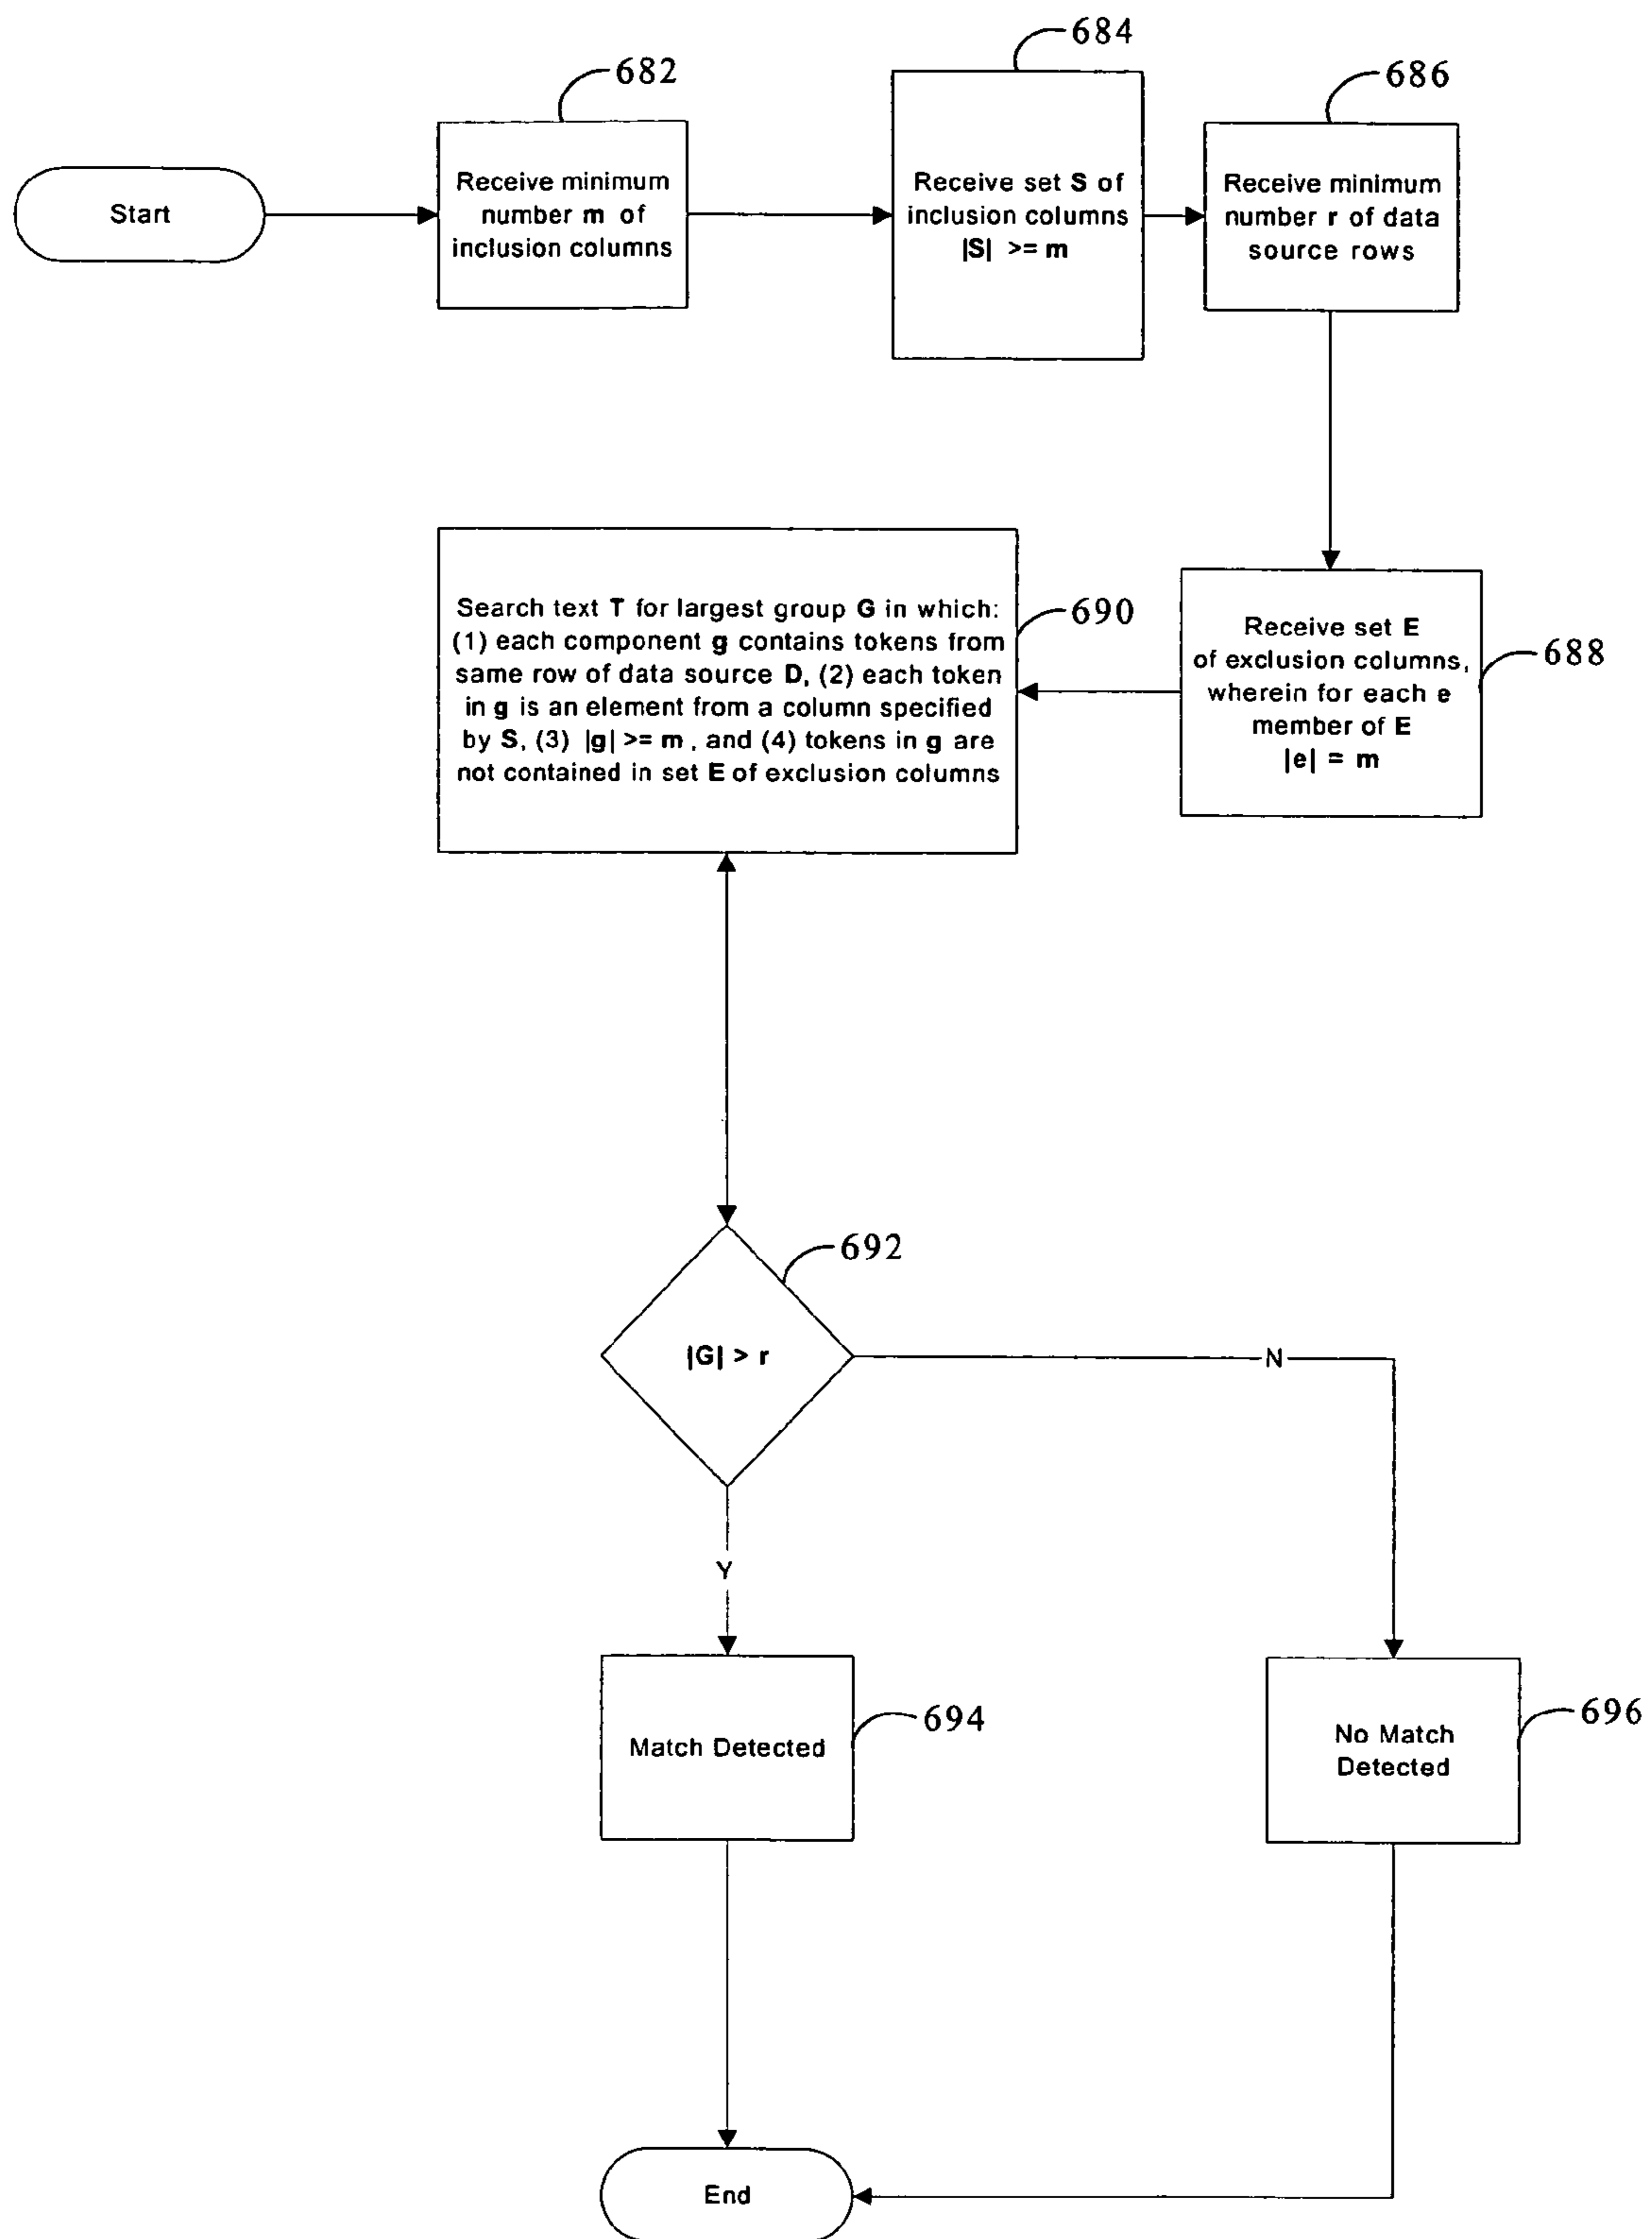 684
682
686
Start
Receive minimum
number m of
inclusion columns
Receive set S of
inclusion columns
|S| >= m
Receive minimum
number r of data
source rows
Search text T for largest group G in which:
(1) each component g contains tokens from
same row of data source D, (2) each token
in g is an element from a column specified
by S, (3) |g| >= m , and (4) tokens in g are
not contained in set E of exclusion columns
690
Receive set E
of exclusion columns,
wherein for each e
member of E
|e| = m
688
692
|G| > r
N
Y
Match Detected
694
No Match
Detected
696
End